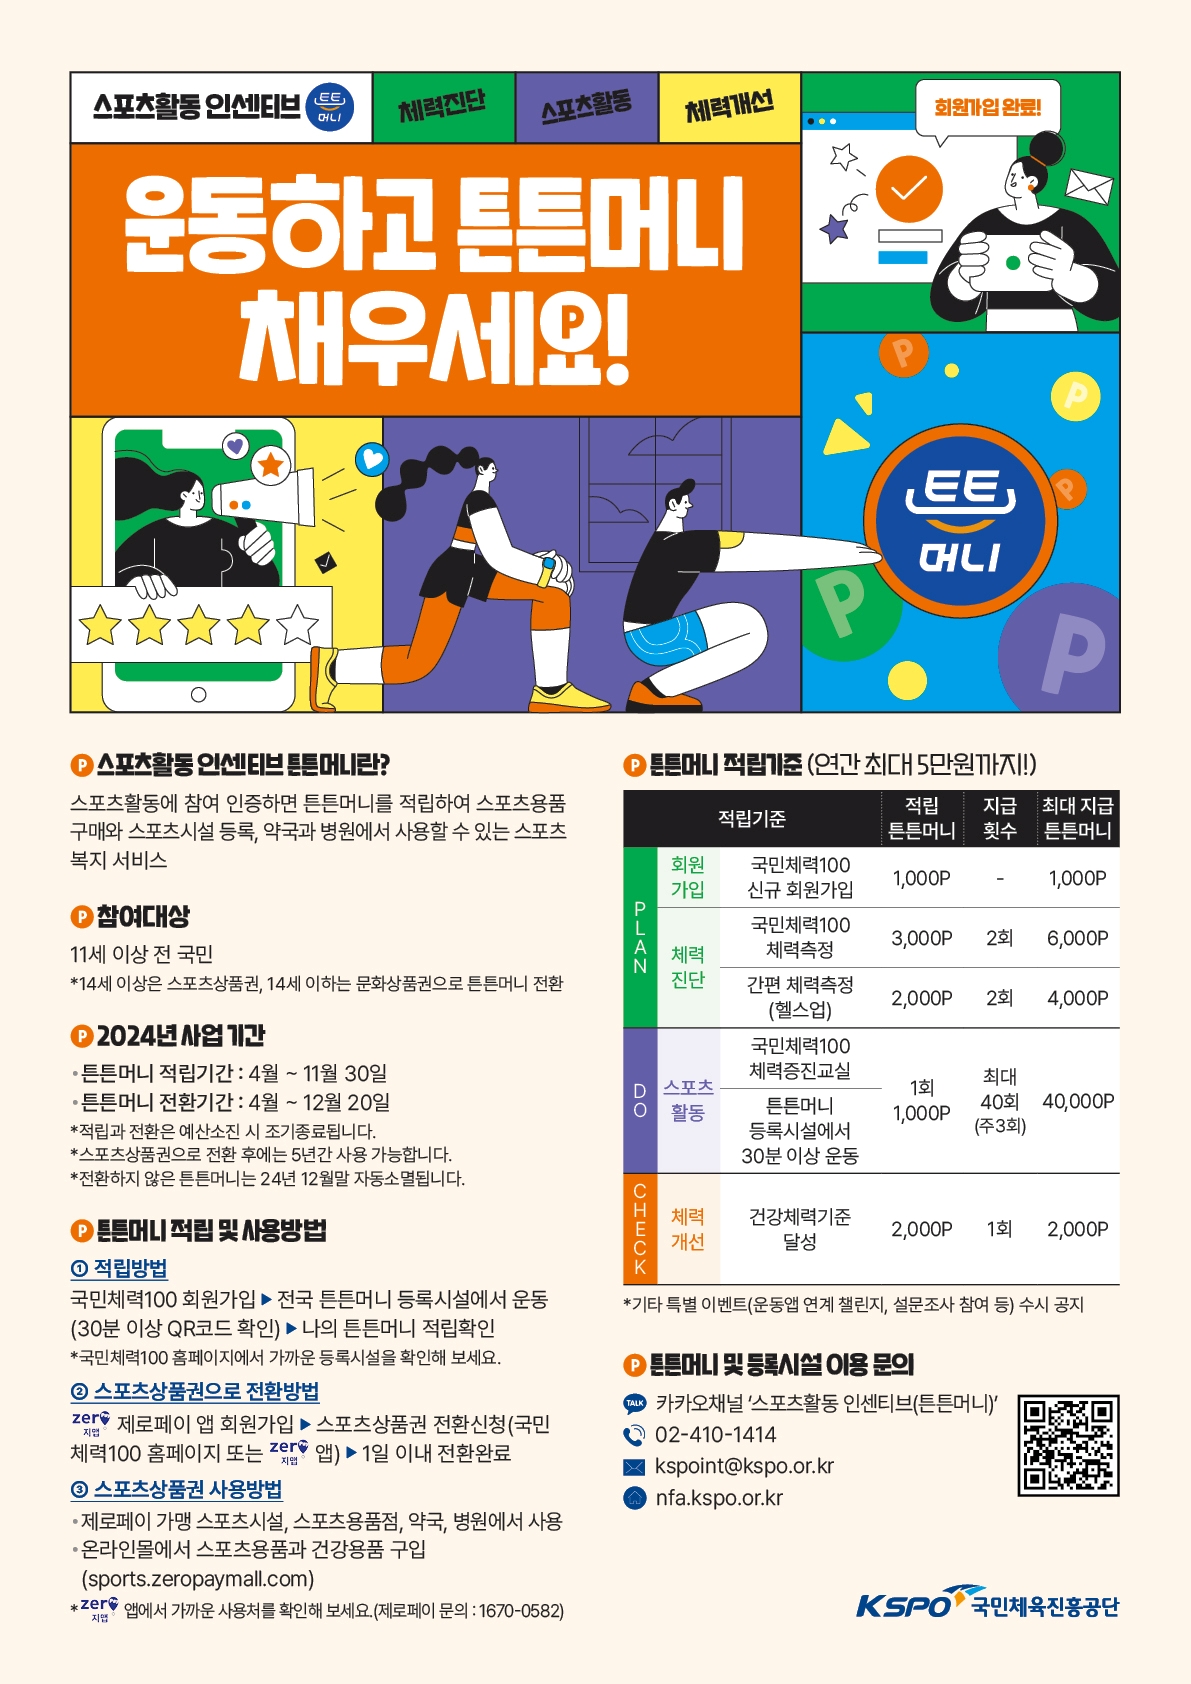 스포츠활동 인센티브 튼튼머니
체력진단
스포츠활동
체력개선
회원가입 완료!
운동하고 튼튼머니
채우세요!
P
P
P
튼튼
머니
P
P
P 스포츠활동 인센티브 튼튼머니란?
스포츠활동에 참여 인증하면 튼튼머니를 적립하여 스포츠용품
구매와 스포츠시설 등록, 약국과 병원에서 사용할 수 있는 스포츠
복지 서비스
P 참여대상
11세 이상 전 국민
*14세 이상은 스포츠상품권, 14세 이하는 문화상품권으로 튼튼머니 전환
P 2024년 사업 기간
•튼튼머니 적립기간 : 4월 ~ 11월 30일
•튼튼머니 전환기간 : 4월 ~ 12월 20일
*적립과 전환은 예산소진 시 조기종료됩니다.
*스포츠상품권으로 전환 후에는 5년간 사용 가능합니다.
*전환하지 않은 튼튼머니는 24년 12월말 자동소멸됩니다.
P 튼튼머니 적립 및 사용방법
① 적립방법
국민체력100 회원가입 ▶ 전국 튼튼머니 등록시설에서 운동
(30분 이상 QR코드 확인) ▶ 나의 튼튼머니 적립확인
*국민체력100 홈페이지에서 가까운 등록시설을 확인해 보세요.
② 스포츠상품권으로 전환방법
zero 지맵 제로페이 앱 회원가입 ▶ 스포츠상품권 전환신청(국민
체력100 홈페이지 또는 zero 지맵 앱) ▶ 1일 이내 전환완료
③ 스포츠상품권 사용방법
•제로페이 가맹 스포츠시설, 스포츠용품점, 약국, 병원에서 사용
•온라인몰에서 스포츠용품과 건강용품 구입
(sports.zeropaymall.com)
* zero 지맵 앱에서 가까운 사용처를 확인해 보세요.(제로페이 문의 : 1670-0582)
P 튼튼머니 적립기준 (연간 최대 5만원까지!)
적립기준
적립
튼튼머니
지급
횟수
최대 지급
튼튼머니
PLAN
회원
가입
국민체력100
신규 회원가입
1,000P
-
1,000P
체력
진단
국민체력100
체력측정
3,000P
2회
6,000P
간편 체력측정
(헬스업)
2,000P
2회
4,000P
DO
스포츠
활동
국민체력100
체력증진교실
튼튼머니
등록시설에서
30분 이상 운동
1회
1,000P
최대
40회
(주3회)
40,000P
CHECK
체력
개선
건강체력기준
달성
2,000P
1회
2,000P
*기타 특별 이벤트(운동앱 연계 챌린지, 설문조사 참여 등) 수시 공지
P 튼튼머니 및 등록시설 이용 문의
TALK 카카오채널 ‘스포츠활동 인센티브(튼튼머니)’
02-410-1414
kspoint@kspo.or.kr
nfa.kspo.or.kr
KSPO 국민체육진흥공단